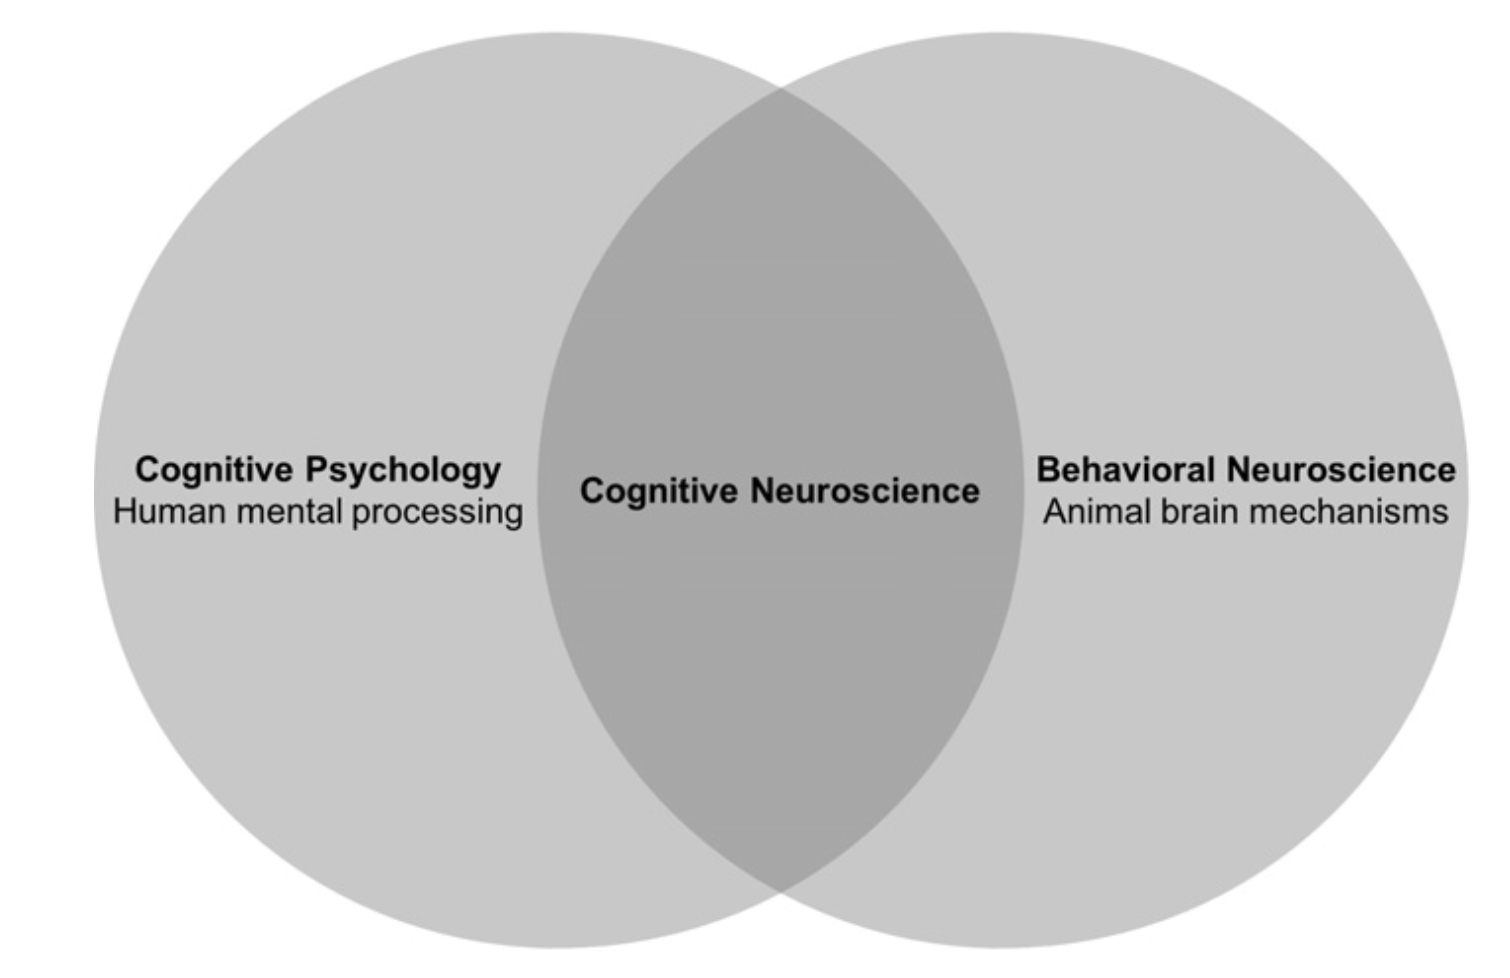 Cognitive Psychology
Human mental processing
Cognitive Neuroscience
Behavioral Neuroscience
Animal brain mechanisms